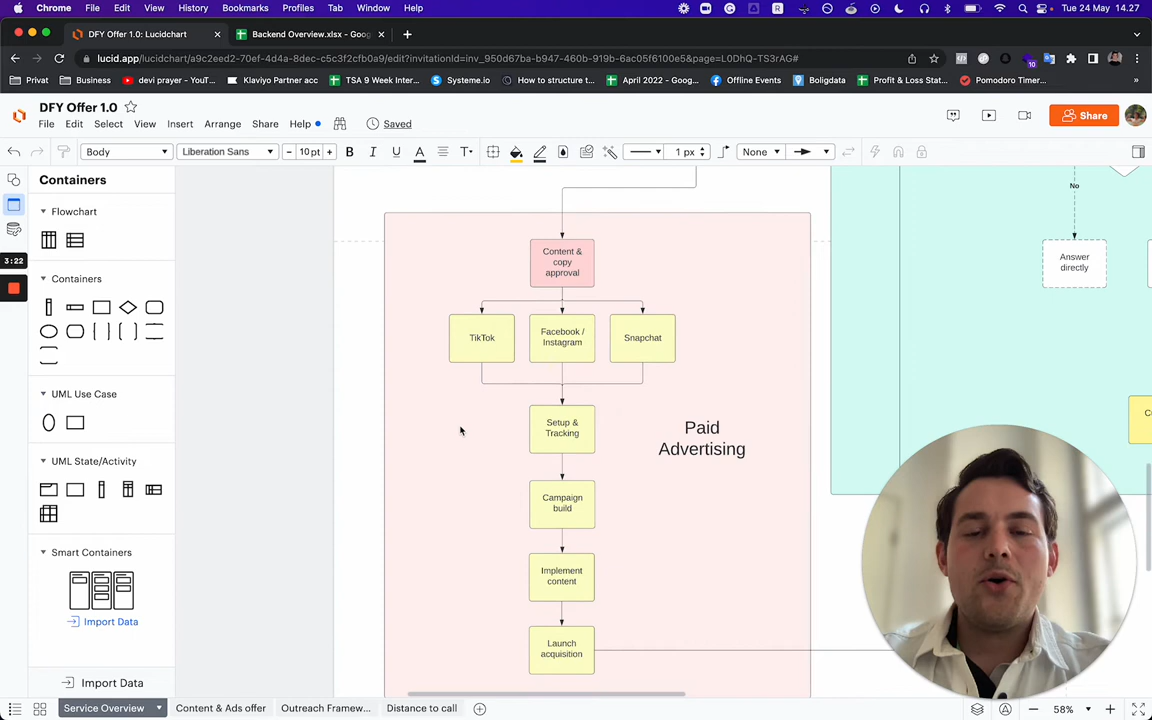 Chrome File Edit View History Bookmarks Profiles Tab Window Help Tue 24 May 14.27
DFY Offer 1.0: Lucidchart
Backend Overview.xlsx - Goo
lucid.app/lucidchart/a9c2eed2-70ef-4d4a-8dec-c5c3f2cfb0a9/edit?invitationId=inv_950d67ba-b947-460b-919b-6ac05f6100e5&page=L0DhQ-TS3rAG#
Privat
Business
devi prayer - YouT...
Klaviyo Partner acc
TSA 9 Week Inter...
Systeme.io
How to structure t...
April 2022 - Goog...
Offline Events
Boligdata
Profit & Loss Stat...
Pomodoro Timer...
10
DFY Offer 1.0
File Edit Select View Insert Arrange Share Help
Saved
Share
Body
Liberation Sans
10 pt
B I U A T
1 px
None
Containers
Flowchart
3:22
Containers
UML Use Case
UML State/Activity
Smart Containers
Import Data
Import Data
Content &
copy
approval
TikTok
Facebook /
Instagram
Snapchat
Setup &
Tracking
Paid
Advertising
Campaign
build
Implement
content
Launch
acquisition
No
Answer
directly
Service Overview
Content & Ads offer
Outreach Framew...
Distance to call
58%